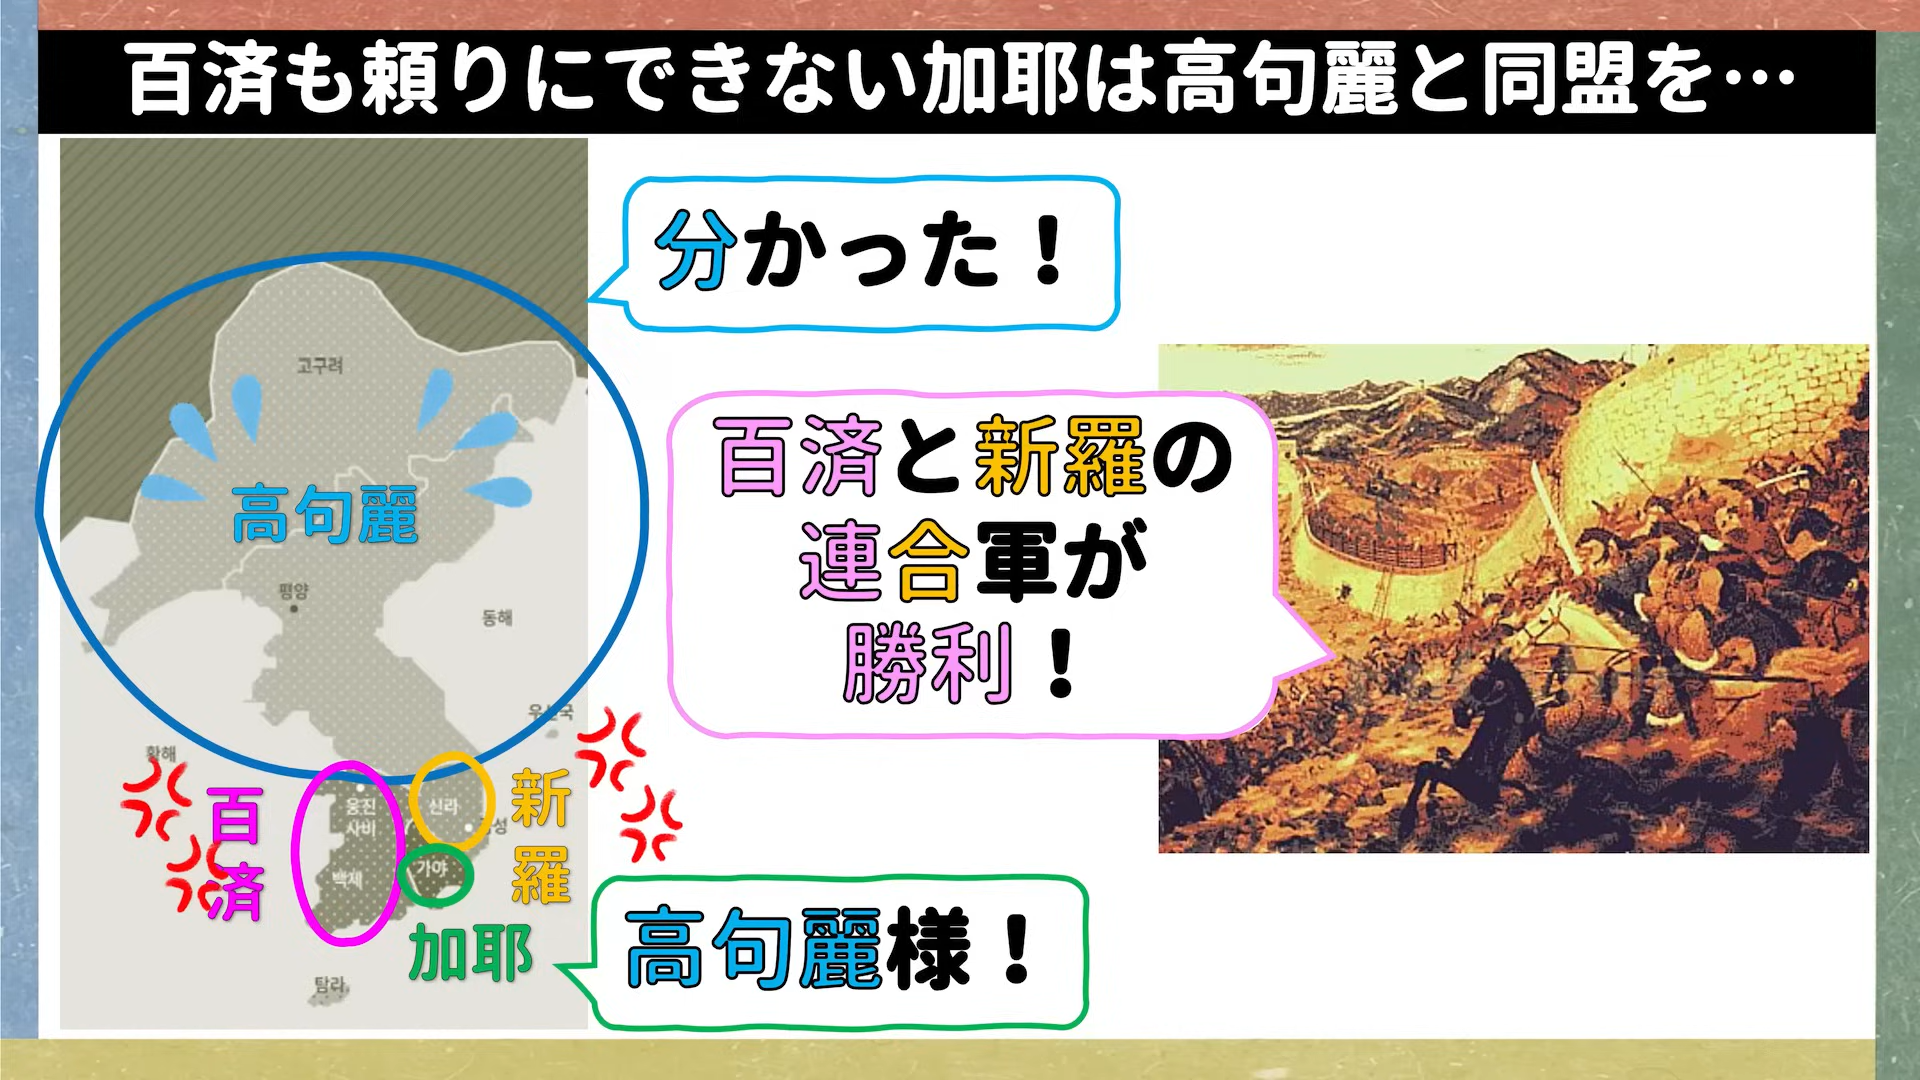 百済も頼りにできない加耶は高句麗と同盟を…
分かった！
百済と新羅の
連合軍が
勝利！
고구려
高句麗
평양
동해
우산국
황해
百済
웅진
사비
백제
신라
新羅
가야
加耶
高句麗様！
탐라